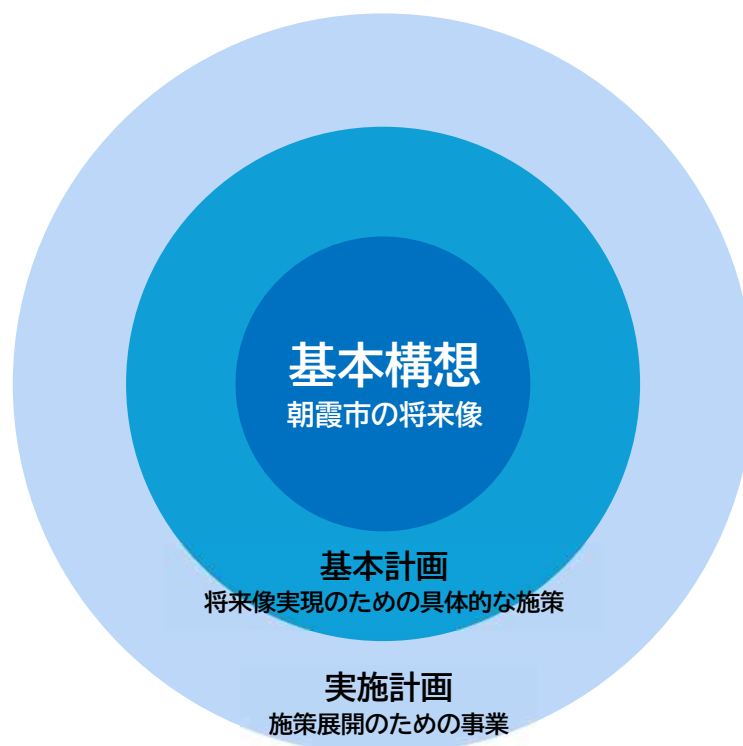 基本構想
朝霞市の将来像
基本計画
将来像実現のための具体的な施策
実施計画
施策展開のための事業